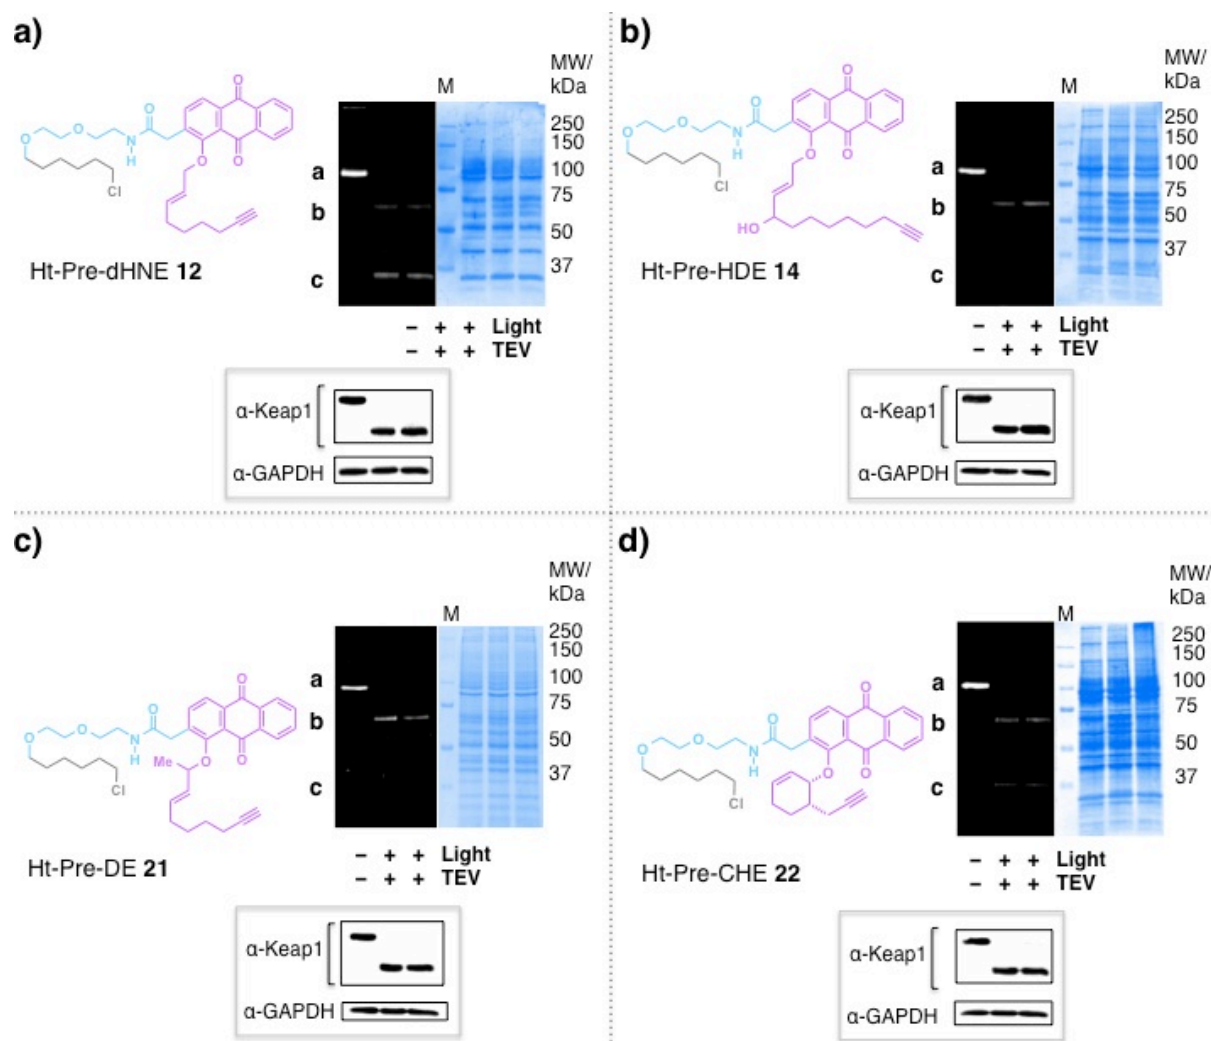 a)
MW/
kDa
M
250
150
100
75
50
37
a
b
c
O
O
O
O
N
H
O
O
O
Cl
Ht-Pre-dHNE 12
− + + Light
− + + TEV
α-Keap1
α-GAPDH
b)
MW/
kDa
M
250
150
100
75
50
37
a
b
c
O
O
O
O
N
H
O
O
O
Cl
HO
Ht-Pre-HDE 14
− + + Light
− + + TEV
α-Keap1
α-GAPDH
c)
MW/
kDa
M
250
150
100
75
50
37
a
b
c
O
O
O
O
N
H
O
O
Me
O
Cl
Ht-Pre-DE 21
− + + Light
− + + TEV
α-Keap1
α-GAPDH
d)
MW/
kDa
M
250
150
100
75
50
37
a
b
c
O
O
O
O
N
H
O
O
O
Cl
Ht-Pre-CHE 22
− + + Light
− + + TEV
α-Keap1
α-GAPDH